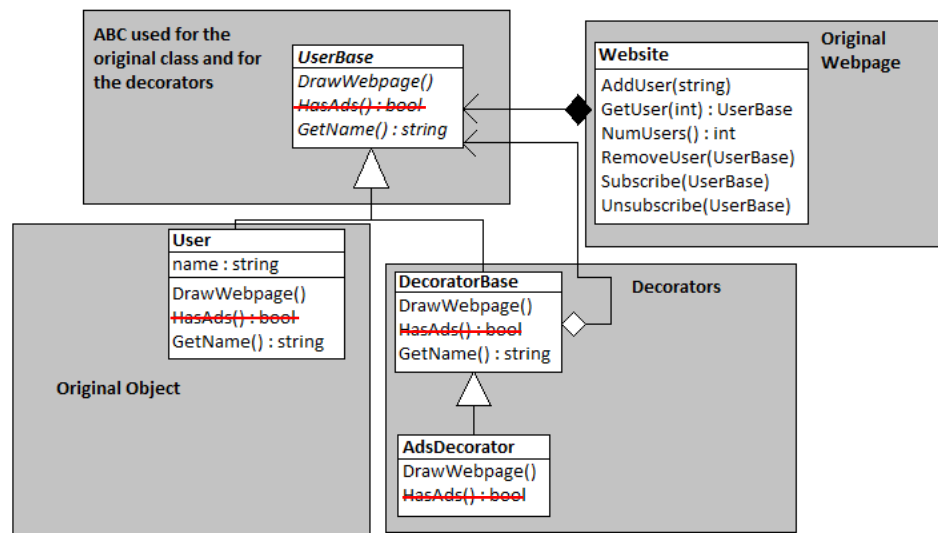 ABC used for the
original class and for
the decorators
UserBase
DrawWebpage()
HasAds() : bool
GetName() : string
Website
AddUser(string)
GetUser(int) : UserBase
NumUsers() : int
RemoveUser(UserBase)
Subscribe(UserBase)
Unsubscribe(UserBase)
Original
Webpage
User
name : string
DrawWebpage()
HasAds() : bool
GetName() : string
Original Object
DecoratorBase
DrawWebpage()
HasAds() : bool
GetName() : string
Decorators
AdsDecorator
DrawWebpage()
HasAds() : bool